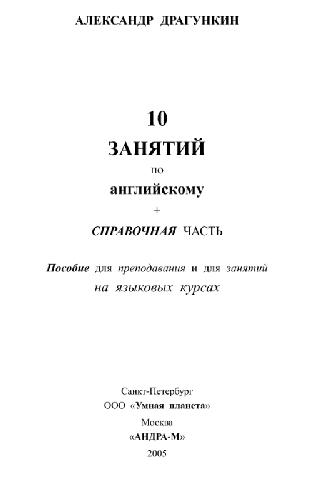 АЛЕКСАНДР ДРАГУНКИН
10
ЗАНЯТИЙ
по
английскому
+
СПРАВОЧНАЯ ЧАСТЬ
Пособие для преподавания и для занятий
на языковых курсах
Санкт-Петербург
ООО «Умная планета»
Москва
«АНДРА-М»
2005